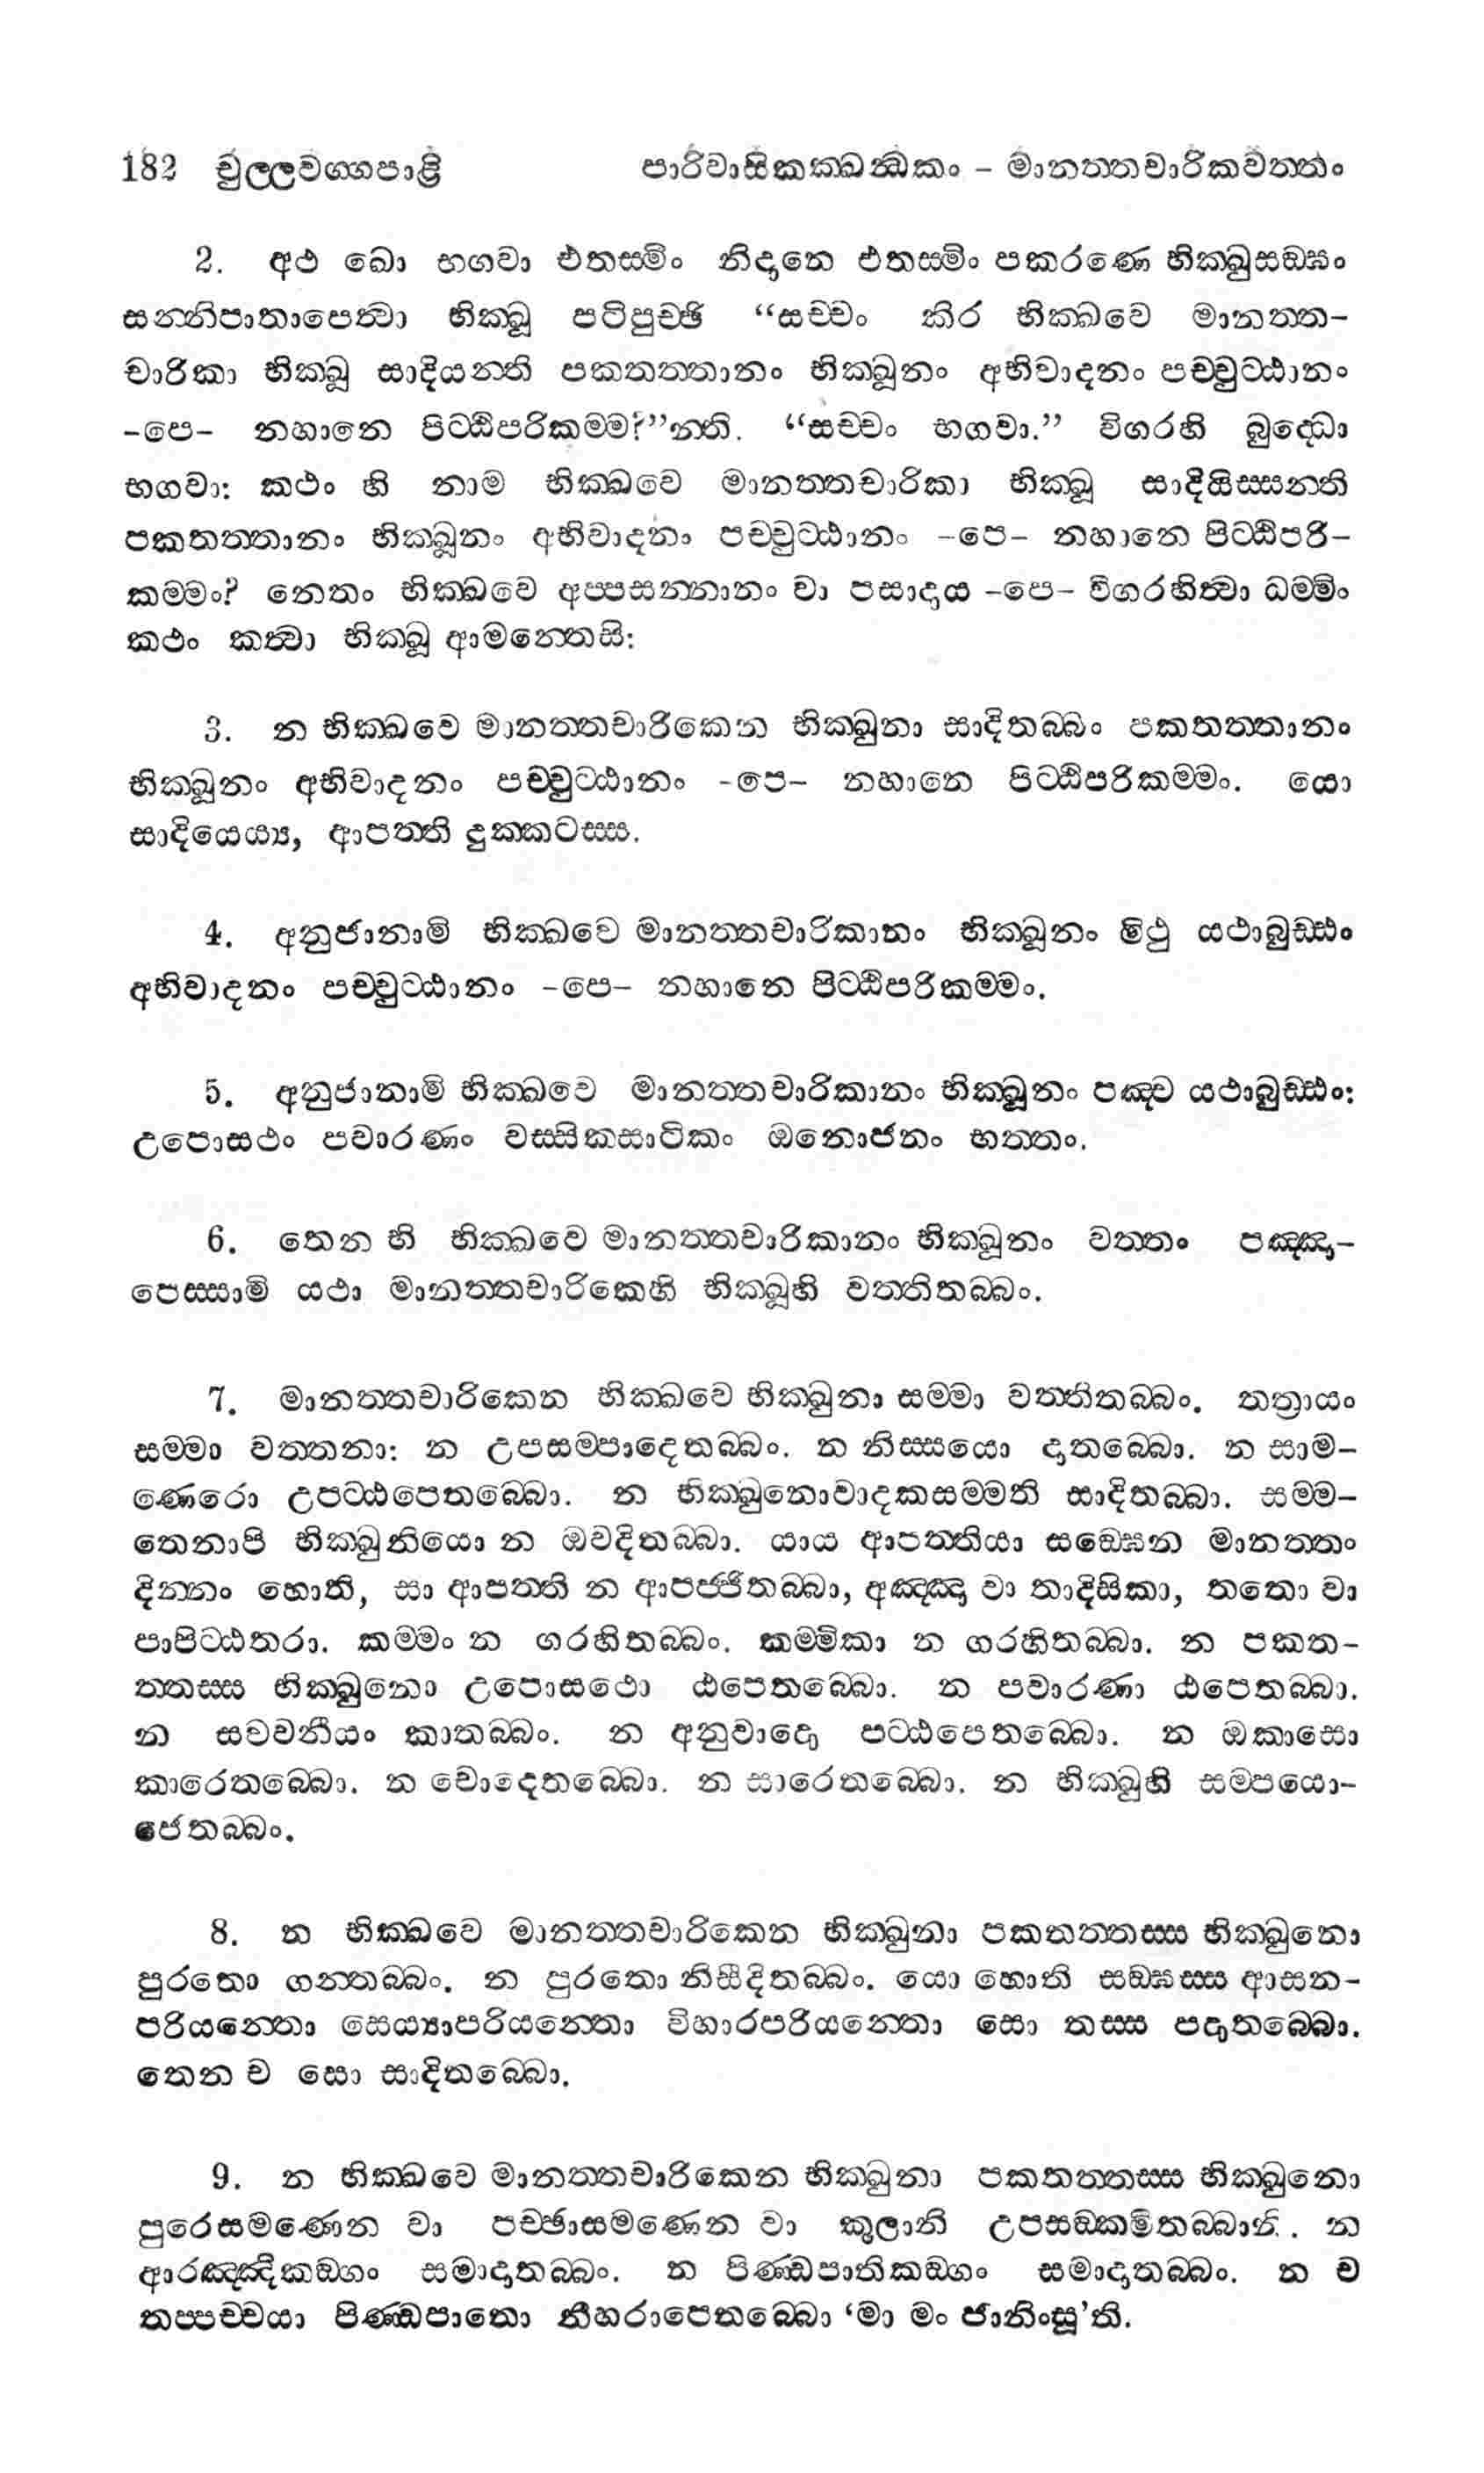 182 චුල්ලවග්ගපාළි පාරිවාසිකක්ඛන්ධකං - මානත්තචාරිකවත්තං
2. අථ ඛො භගවා එතස්මිං නිදානෙ එතස්මිං පකරණෙ භික්ඛුසඞ්ඝං
සන්නිපාතාපෙත්වා භික්ඛූ පටිපුච්ඡි “සච්චං කිර භික්ඛවෙ මානත්ත-
චාරිකා භික්ඛූ සාදියන්ති පකතත්තානං භික්ඛූනං අභිවාදනං පච්චුට්ඨානං
-පෙ- නහානෙ පිට්ඨිපරිකම්ම?”න්ති. “සච්චං භගවා.” විගරහි බුද්ධො
භගවා: කථං හි නාම භික්ඛවෙ මානත්තචාරිකා භික්ඛූ සාදියිස්සන්ති
පකතත්තානං භික්ඛූනං අභිවාදනං පච්චුට්ඨානං -පෙ- නහානෙ පිට්ඨිපරි-
කම්මං? නෙතං භික්ඛවෙ අප්පසන්නානං වා පසාදාය -පෙ- විගරහිත්වා ධම්මිං
කථං කත්වා භික්ඛූ ආමන්තෙසි:
3. න භික්ඛවෙ මානත්තචාරිකෙන භික්ඛුනා සාදිතබ්බං පකතත්තානං
භික්ඛූනං අභිවාදනං පච්චුට්ඨානං -පෙ- නහානෙ පිට්ඨිපරිකම්මං. යො
සාදියෙය්‍ය, ආපත්ති දුක්කටස්ස.
4. අනුජානාමි භික්ඛවෙ මානත්තචාරිකානං භික්ඛූනං මිථු යථාබුඩ්ඪං
අභිවාදනං පච්චුට්ඨානං -පෙ- නහානෙ පිට්ඨිපරිකම්මං.
5. අනුජානාමි භික්ඛවෙ මානත්තචාරිකානං භික්ඛූනං පඤ්ච යථාබුඩ්ඪං:
උපොසථං පවාරණං වස්සිකසාටිකං ඔනොජනං භත්තං.
6. තෙන හි භික්ඛවෙ මානත්තචාරිකානං භික්ඛූනං වත්තං පඤ්ඤා-
පෙස්සාමි යථා මානත්තචාරිකෙහි භික්ඛූහි වත්තිතබ්බං.
7. මානත්තචාරිකෙන භික්ඛවෙ භික්ඛුනා සම්මා වත්තිතබ්බං. තත්‍රායං
සම්මා වත්තනා: න උපසම්පාදෙතබ්බං. න නිස්සයො දාතබ්බො. න සාම-
ණෙරො උපට්ඨපෙතබ්බො. න භික්ඛුනොවාදකසම්මති සාදිතබ්බා. සම්ම-
තෙනාපි භික්ඛුනියො න ඔවදිතබ්බා. යාය ආපත්තියා සඞ්ඝෙන මානත්තං
දින්නං හොති, සා ආපත්ති න ආපජ්ජිතබ්බා, අඤ්ඤා වා තාදිසිකා, තතො වා
පාපිට්ඨතරා. කම්මං න ගරහිතබ්බං. කම්මිකා න ගරහිතබ්බා. න පකත-
ත්තස්ස භික්ඛුනො උපොසථො ඨපෙතබ්බො. න පවාරණා ඨපෙතබ්බා.
න සවචනීයං කාතබ්බං. න අනුවාදො පට්ඨපෙතබ්බො. න ඔකාසො
කාරෙතබ්බො. න චොදෙතබ්බො. න සාරෙතබ්බො. න භික්ඛූහි සම්පයො-
ජෙතබ්බං.
8. න භික්ඛවෙ මානත්තචාරිකෙන භික්ඛුනා පකතත්තස්ස භික්ඛුනො
පුරතො ගන්තබ්බං. න පුරතො නිසීදිතබ්බං. යො හොති සඞ්ඝස්ස ආසන-
පරියන්තො සෙය්‍යාපරියන්තො විහාරපරියන්තො සො තස්ස පදාතබ්බො.
තෙන ච සො සාදිතබ්බො.
9. න භික්ඛවෙ මානත්තචාරිකෙන භික්ඛුනා පකතත්තස්ස භික්ඛුනො
පුරෙසමණෙන වා පච්ඡාසමණෙන වා කුලානි උපසඞ්කමිතබ්බානි. න
ආරඤ්ඤිකඞ්ගං සමාදාතබ්බං. න පිණ්ඩපාතිකඞ්ගං සමාදාතබ්බං. න ච
තප්පච්චයා පිණ්ඩපාතො නීහරාපෙතබ්බො ‘මා මං ජානිංසූ’ති.